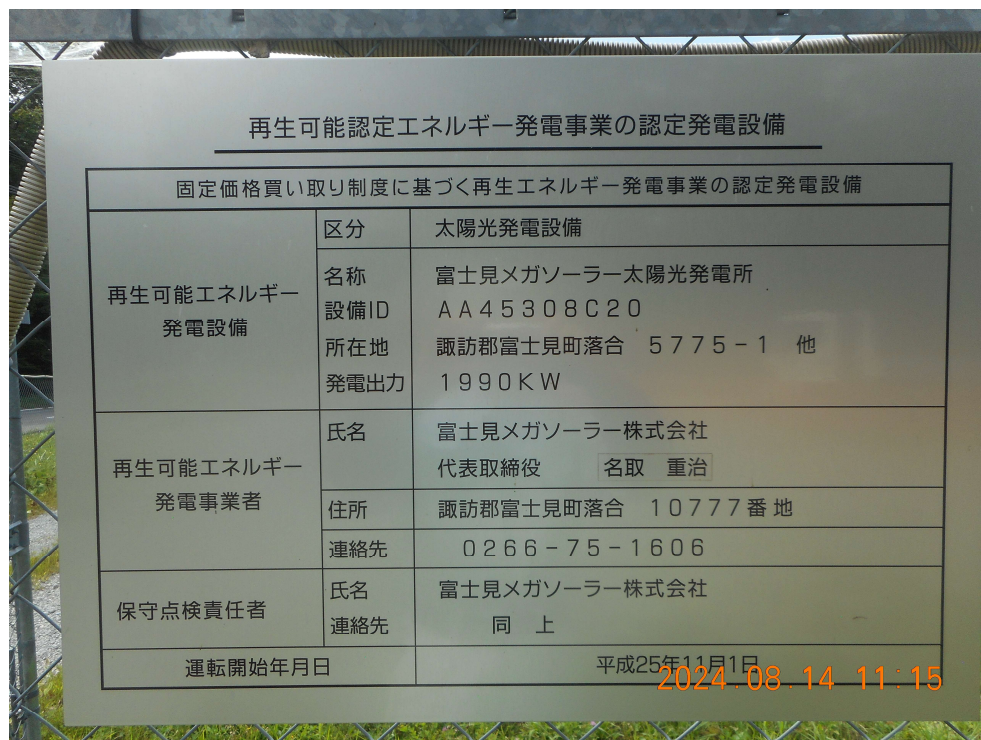 再生可能認定エネルギー発電事業の認定発電設備
固定価格買い取り制度に基づく再生エネルギー発電事業の認定発電設備
再生可能エネルギー
発電設備
区分
太陽光発電設備
名称
富士見メガソーラー太陽光発電所
設備ID
AA45308C20
所在地
諏訪郡富士見町落合 5775-1 他
発電出力
1990KW
再生可能エネルギー
発電事業者
氏名
富士見メガソーラー株式会社
代表取締役 名取 重治
住所
諏訪郡富士見町落合 10777番地
連絡先
0266-75-1606
保守点検責任者
氏名
富士見メガソーラー株式会社
連絡先
同 上
運転開始年月日
平成25年11月1日
2024.08.14 11:15